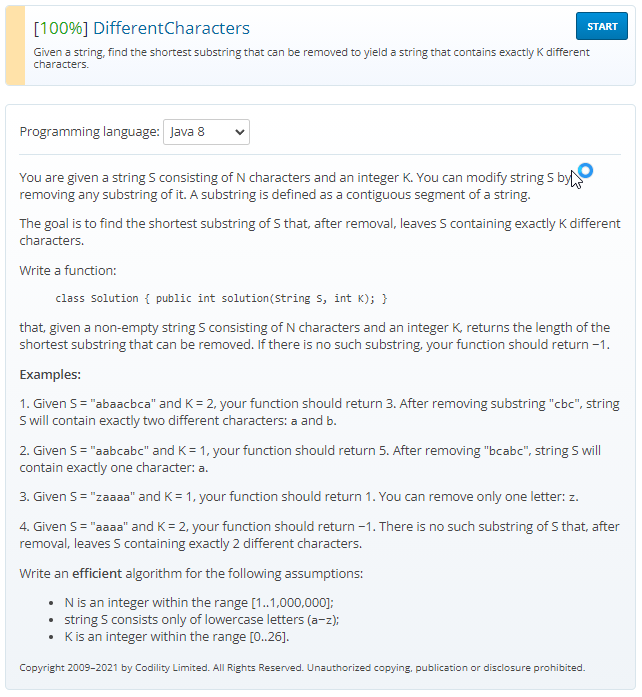 [100%] DifferentCharacters
START
Given a string, find the shortest substring that can be removed to yield a string that contains exactly K different
characters.
Programming language: Java 8
You are given a string S consisting of N characters and an integer K. You can modify string S by
removing any substring of it. A substring is defined as a contiguous segment of a string.
The goal is to find the shortest substring of S that, after removal, leaves S containing exactly K different
characters.
Write a function:
class Solution { public int solution(String S, int K); }
that, given a non-empty string S consisting of N characters and an integer K, returns the length of the
shortest substring that can be removed. If there is no such substring, your function should return −1.
Examples:
1. Given S = "abaacbca" and K = 2, your function should return 3. After removing substring "cbc", string
S will contain exactly two different characters: a and b.
2. Given S = "aabcabc" and K = 1, your function should return 5. After removing "bcabc", string S will
contain exactly one character: a.
3. Given S = "zaaaa" and K = 1, your function should return 1. You can remove only one letter: z.
4. Given S = "aaaa" and K = 2, your function should return −1. There is no such substring of S that, after
removal, leaves S containing exactly 2 different characters.
Write an efficient algorithm for the following assumptions:
• N is an integer within the range [1..1,000,000];
• string S consists only of lowercase letters (a−z);
• K is an integer within the range [0..26].
Copyright 2009–2021 by Codility Limited. All Rights Reserved. Unauthorized copying, publication or disclosure prohibited.